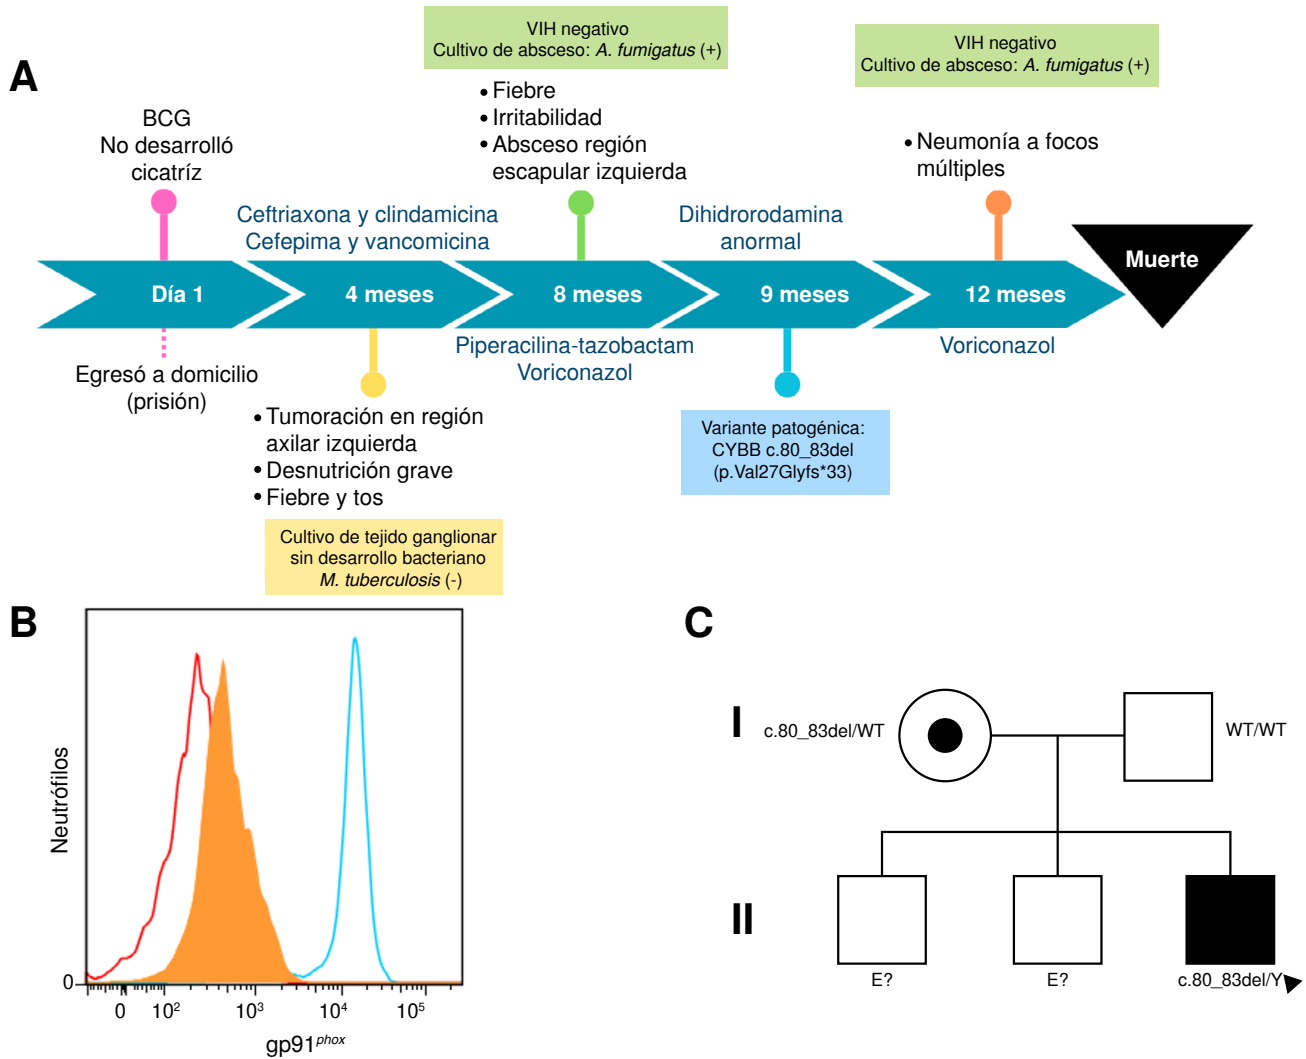 A
BCG
No desarrolló
cicatríz
VIH negativo
Cultivo de absceso: A. fumigatus (+)
• Fiebre
• Irritabilidad
• Absceso región
escapular izquierda
VIH negativo
Cultivo de absceso: A. fumigatus (+)
• Neumonía a focos
múltiples
Ceftriaxona y clindamicina
Cefepima y vancomicina
Dihidrorodamina
anormal
Día 1
4 meses
8 meses
9 meses
12 meses
Muerte
Egresó a domicilio
(prisión)
• Tumoración en región
axilar izquierda
• Desnutrición grave
• Fiebre y tos
Cultivo de tejido ganglionar
sin desarrollo bacteriano
M. tuberculosis (-)
Piperacilina-tazobactam
Voriconazol
Variante patogénica:
CYBB c.80_83del
(p.Val27Glyfs*33)
Voriconazol
B
Neutrófilos
0
0 10² 10³ 10⁴ 10⁵
gp91phox
C
I
c.80_83del/WT
WT/WT
II
E?
E?
c.80_83del/Y